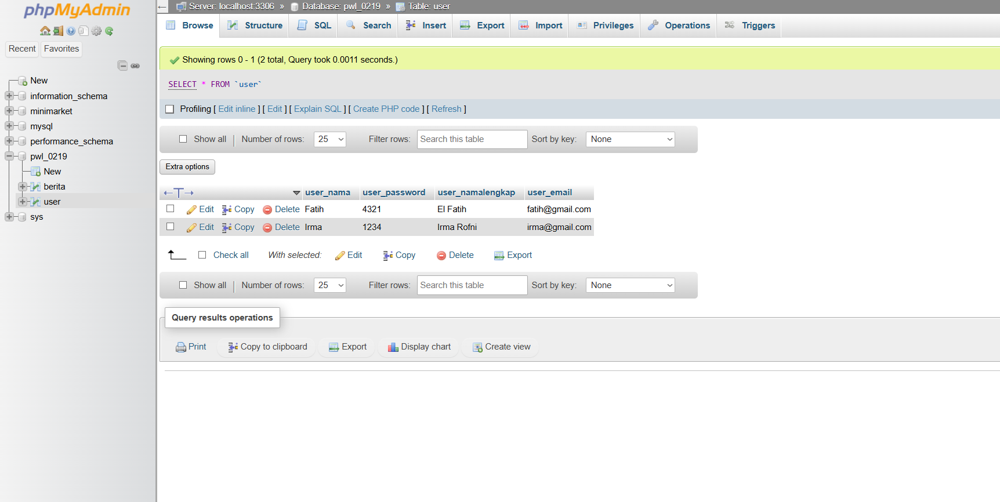 phpMyAdmin
Recent Favorites
New
information_schema
minimarket
mysql
performance_schema
pwl_0219
New
berita
user
sys
Server: localhost:3306 » Database: pwl_0219 » Table: user
Browse Structure SQL Search Insert Export Import Privileges Operations Triggers
Showing rows 0 - 1 (2 total, Query took 0.0011 seconds.)
SELECT * FROM `user`
Profiling [ Edit inline ] [ Edit ] [ Explain SQL ] [ Create PHP code ] [ Refresh ]
Show all | Number of rows: 25 Filter rows: Search this table Sort by key: None
Extra options
←T→ user_nama user_password user_namalengkap user_email
Edit Copy Delete Fatih 4321 El Fatih fatih@gmail.com
Edit Copy Delete Irma 1234 Irma Rofni irma@gmail.com
Check all With selected: Edit Copy Delete Export
Show all | Number of rows: 25 Filter rows: Search this table Sort by key: None
Query results operations
Print Copy to clipboard Export Display chart Create view